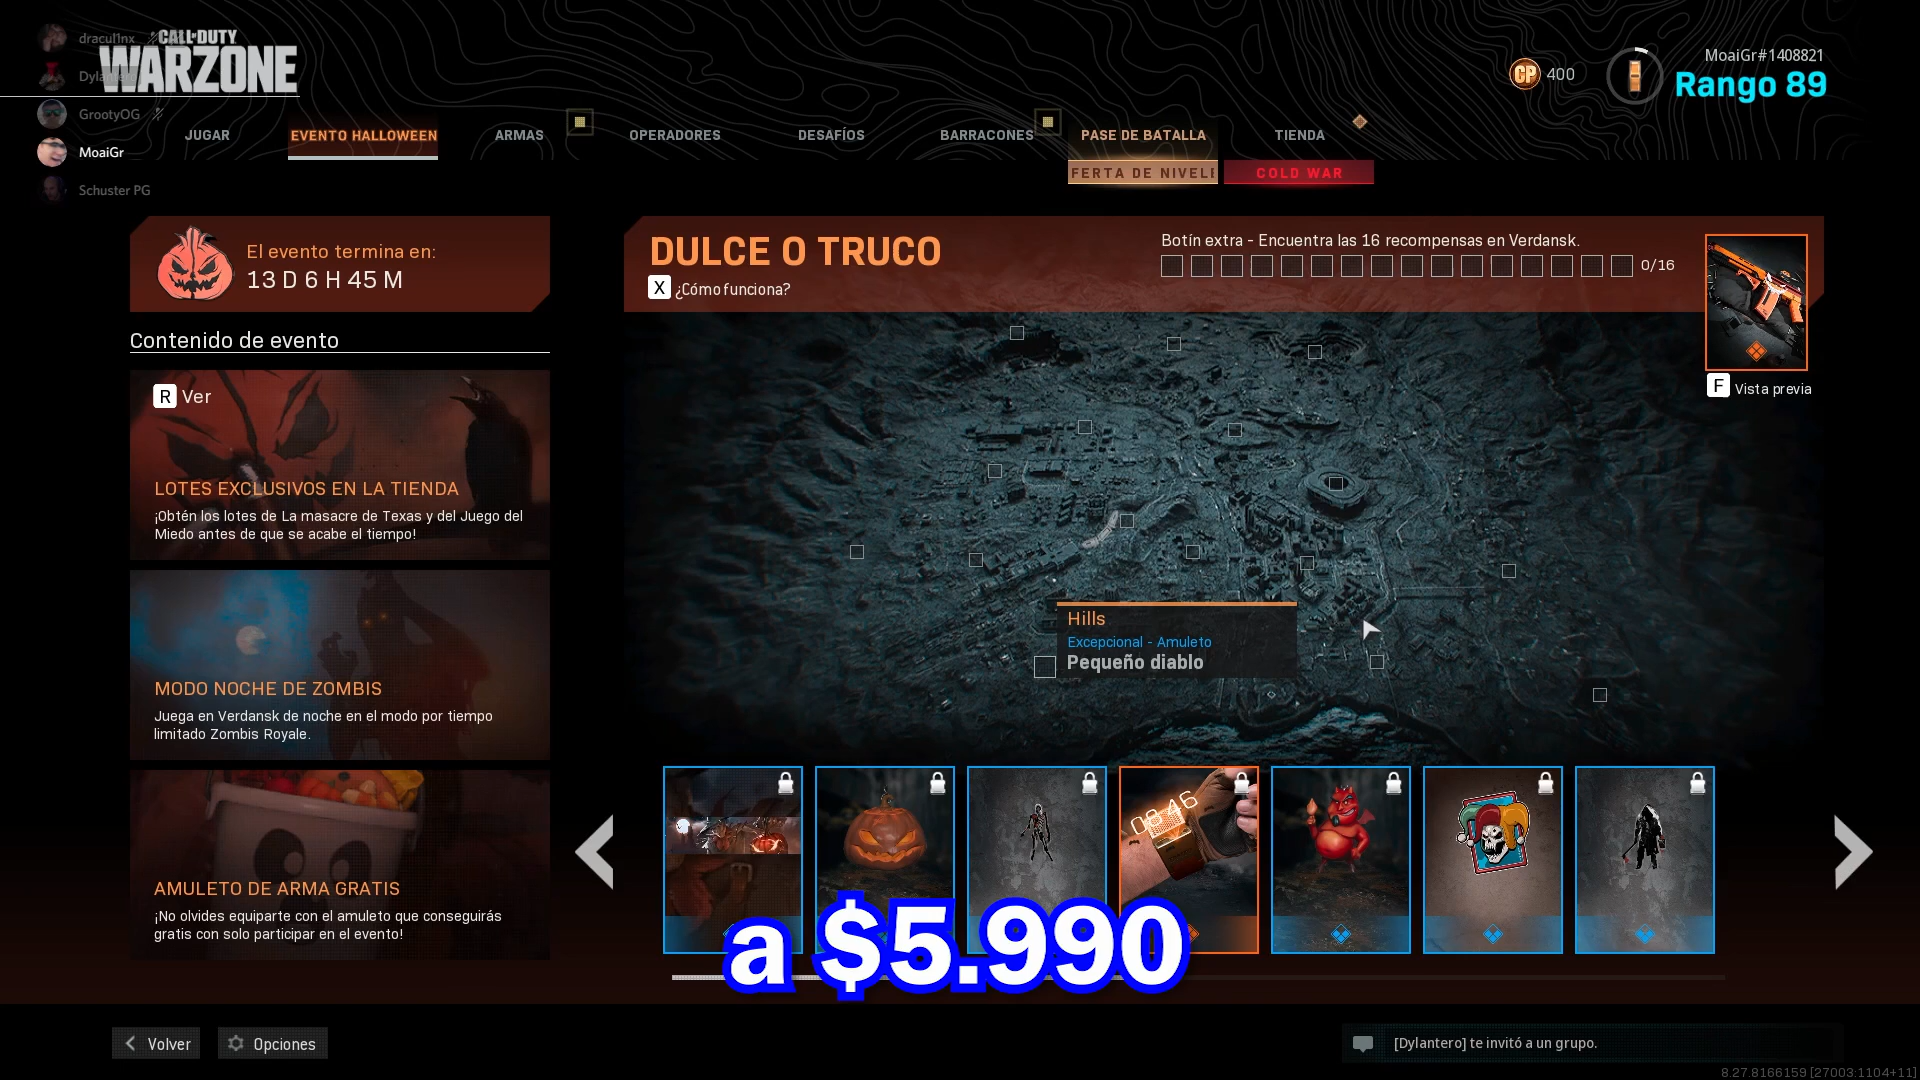 dracul1nx
CALL OF DUTY
WARZONE
Dylantero
GrootyOG
MoaiGr
Schuster PG
CP 400
MoaiGr#1408821
Rango 89
JUGAR
EVENTO HALLOWEEN
ARMAS
OPERADORES
DESAFÍOS
BARRACONES
PASE DE BATALLA
TIENDA
FERTA DE NIVELE
COLD WAR
El evento termina en:
13 D 6 H 45 M
DULCE O TRUCO
X ¿Cómo funciona?
Botín extra - Encuentra las 16 recompensas en Verdansk.
0/16
F Vista previa
Contenido de evento
R Ver
LOTES EXCLUSIVOS EN LA TIENDA
¡Obtén los lotes de La masacre de Texas y del Juego del
Miedo antes de que se acabe el tiempo!
MODO NOCHE DE ZOMBIS
Juega en Verdansk de noche en el modo por tiempo
limitado Zombis Royale.
AMULETO DE ARMA GRATIS
¡No olvides equiparte con el amuleto que conseguirás
gratis con solo participar en el evento!
Hills
Excepcional - Amuleto
Pequeño diablo
08:46
a $5.990
Volver
Opciones
[Dylantero] te invitó a un grupo.
8.27.8166159 [27003:1104+11]